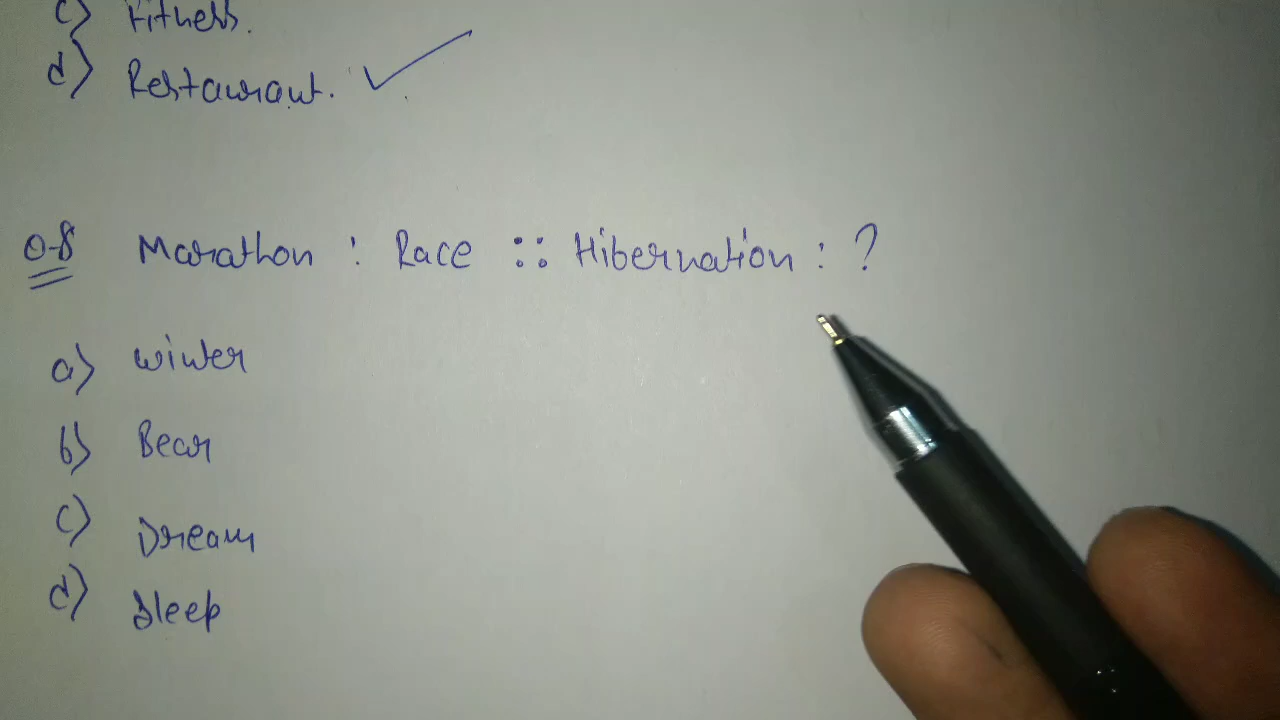 c) Fitness.
d) Restaurant. ✓
Q-8 Marathon : Race :: Hibernation : ?
a) winter
b) Bear
c) Dream
d) sleep